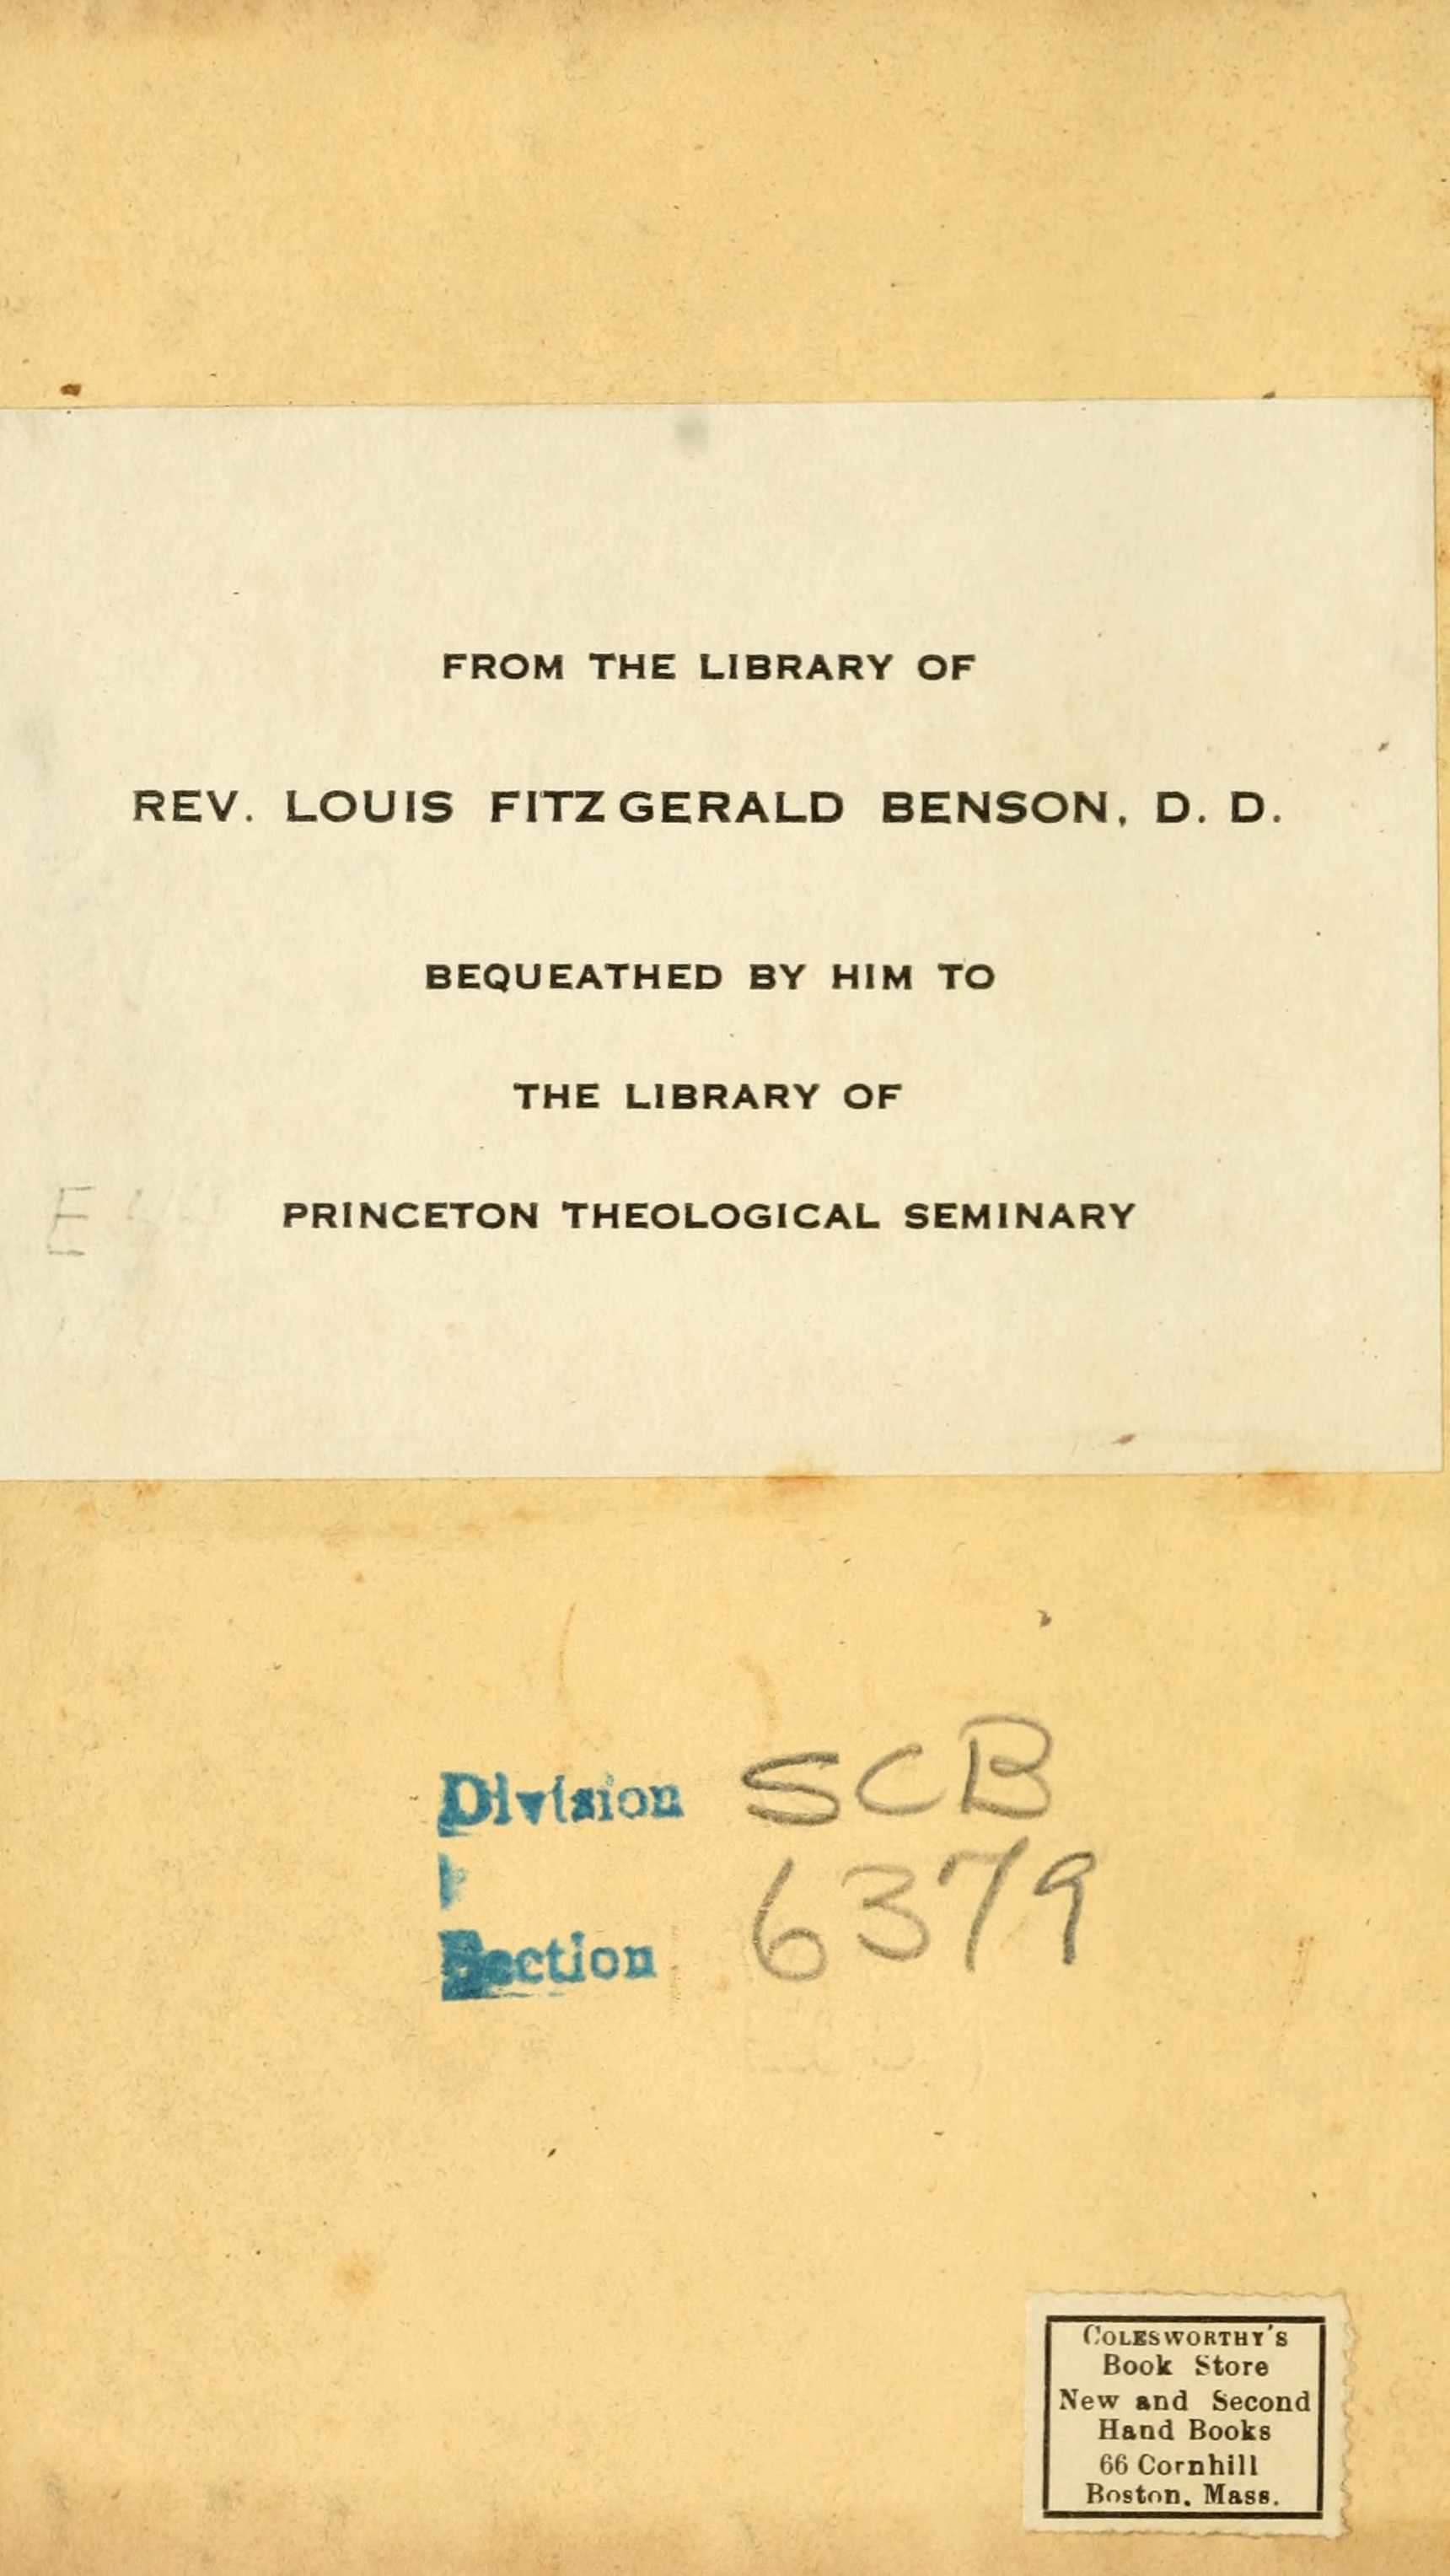 FROM THE LIBRARY OF
REV. LOUIS FITZGERALD BENSON, D. D.
BEQUEATHED BY HIM TO
THE LIBRARY OF
PRINCETON THEOLOGICAL SEMINARY
E
Division SCB
Section 6379
COLESWORTHY'S
Book Store
New and Second
Hand Books
66 Cornhill
Boston, Mass.